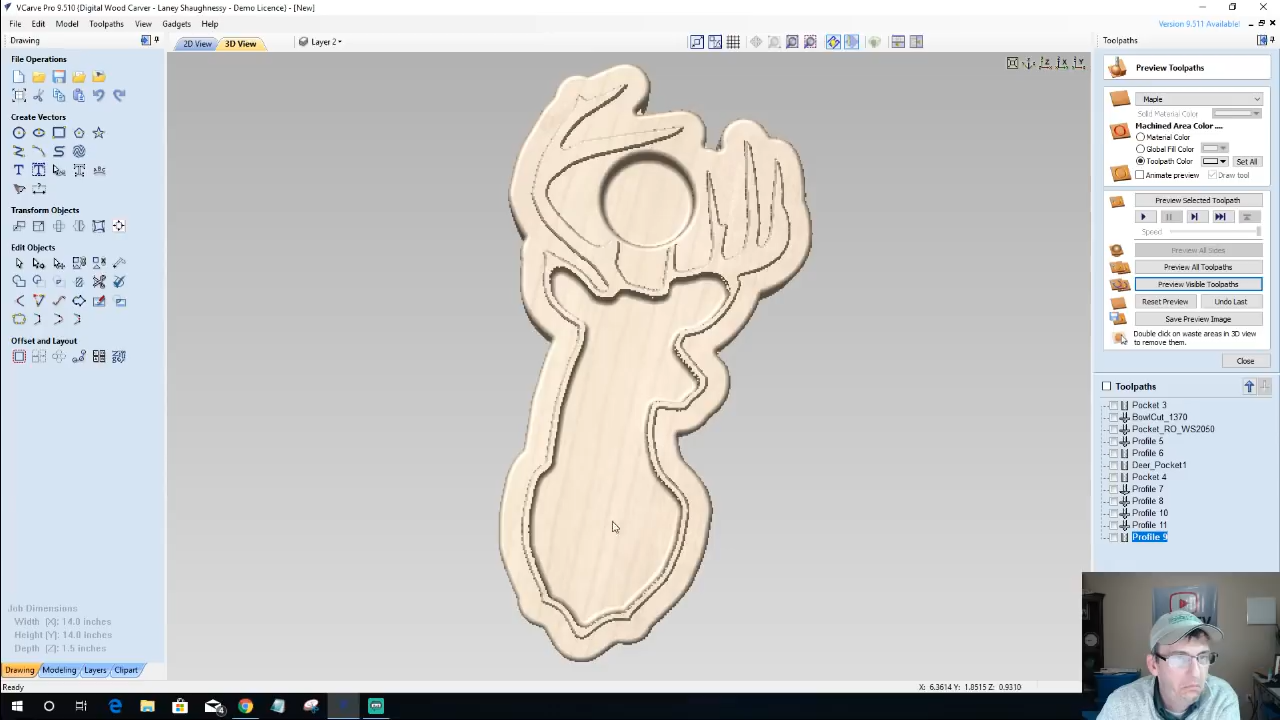 VCarve Pro 9.510 {Digital Wood Carver - Laney Shaughnessy - Demo Licence} - [New]
File Edit Model Toolpaths View Gadgets Help
Version 9.511 Available!
Drawing
2D View 3D View Layer 2
Toolpaths
File Operations
Create Vectors
Transform Objects
Edit Objects
Offset and Layout
Job Dimensions
Width [X]: 14.0 inches
Height [Y]: 14.0 inches
Depth [Z]: 1.5 inches
Drawing Modeling Layers Clipart
Ready
X: 6.3614 Y: 1.8515 Z: 0.9310
Preview Toolpaths
Maple
Solid Material Color
Machined Area Color ....
Material Color
Global Fill Color
Toolpath Color Set All
Animate preview Draw tool
Preview Selected Toolpath
Speed
Preview All Sides
Preview All Toolpaths
Preview Visible Toolpaths
Reset Preview Undo Last
Save Preview Image
Double click on waste areas in 3D view
to remove them.
Close
Toolpaths
Pocket 3
BowlCut_1370
Pocket_RO_WS2050
Profile 5
Profile 6
Deer_Pocket1
Pocket 4
Profile 7
Profile 8
Profile 10
Profile 11
Profile 9